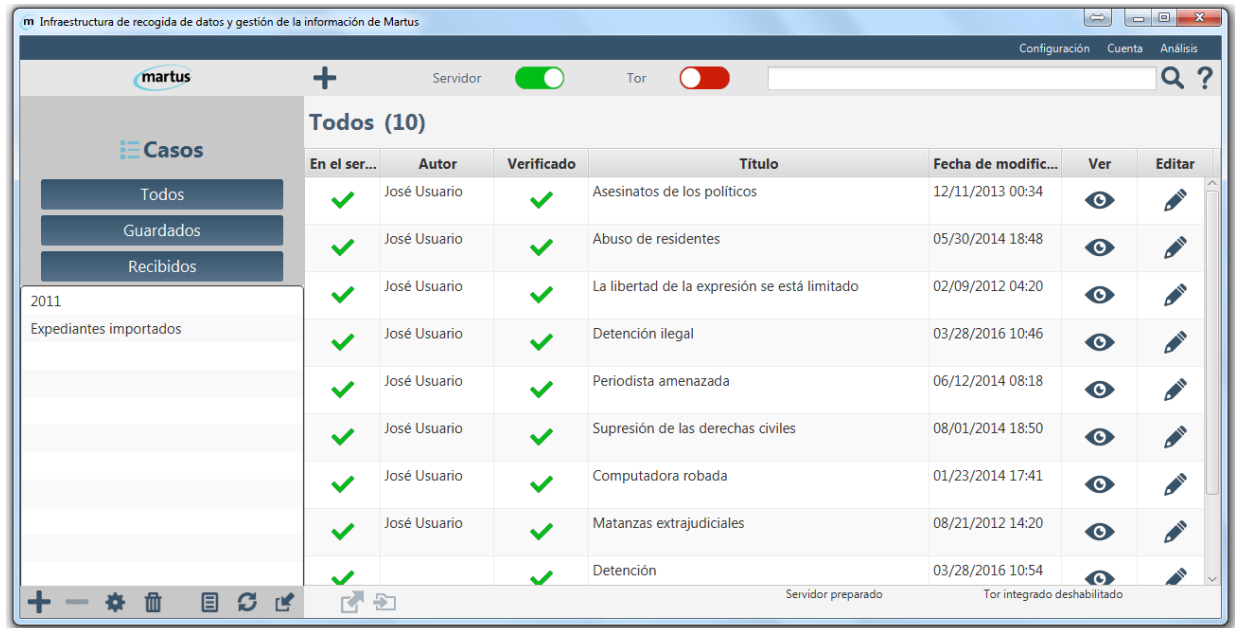 m Infraestructura de recogida de datos y gestión de la información de Martus
Configuración Cuenta Análisis
martus Servidor Tor ?
Todos (10)
Casos
En el ser... Autor Verificado Título Fecha de modific... Ver Editar
Todos
Guardados
Recibidos
2011
Expediantes importados
José Usuario Asesinatos de los políticos 12/11/2013 00:34
José Usuario Abuso de residentes 05/30/2014 18:48
José Usuario La libertad de la expresión se está limitado 02/09/2012 04:20
José Usuario Detención ilegal 03/28/2016 10:46
José Usuario Periodista amenazada 06/12/2014 08:18
José Usuario Supresión de las derechas civiles 08/01/2014 18:50
José Usuario Computadora robada 01/23/2014 17:41
José Usuario Matanzas extrajudiciales 08/21/2012 14:20
Detención 03/28/2016 10:54
Servidor preparado Tor integrado deshabilitado